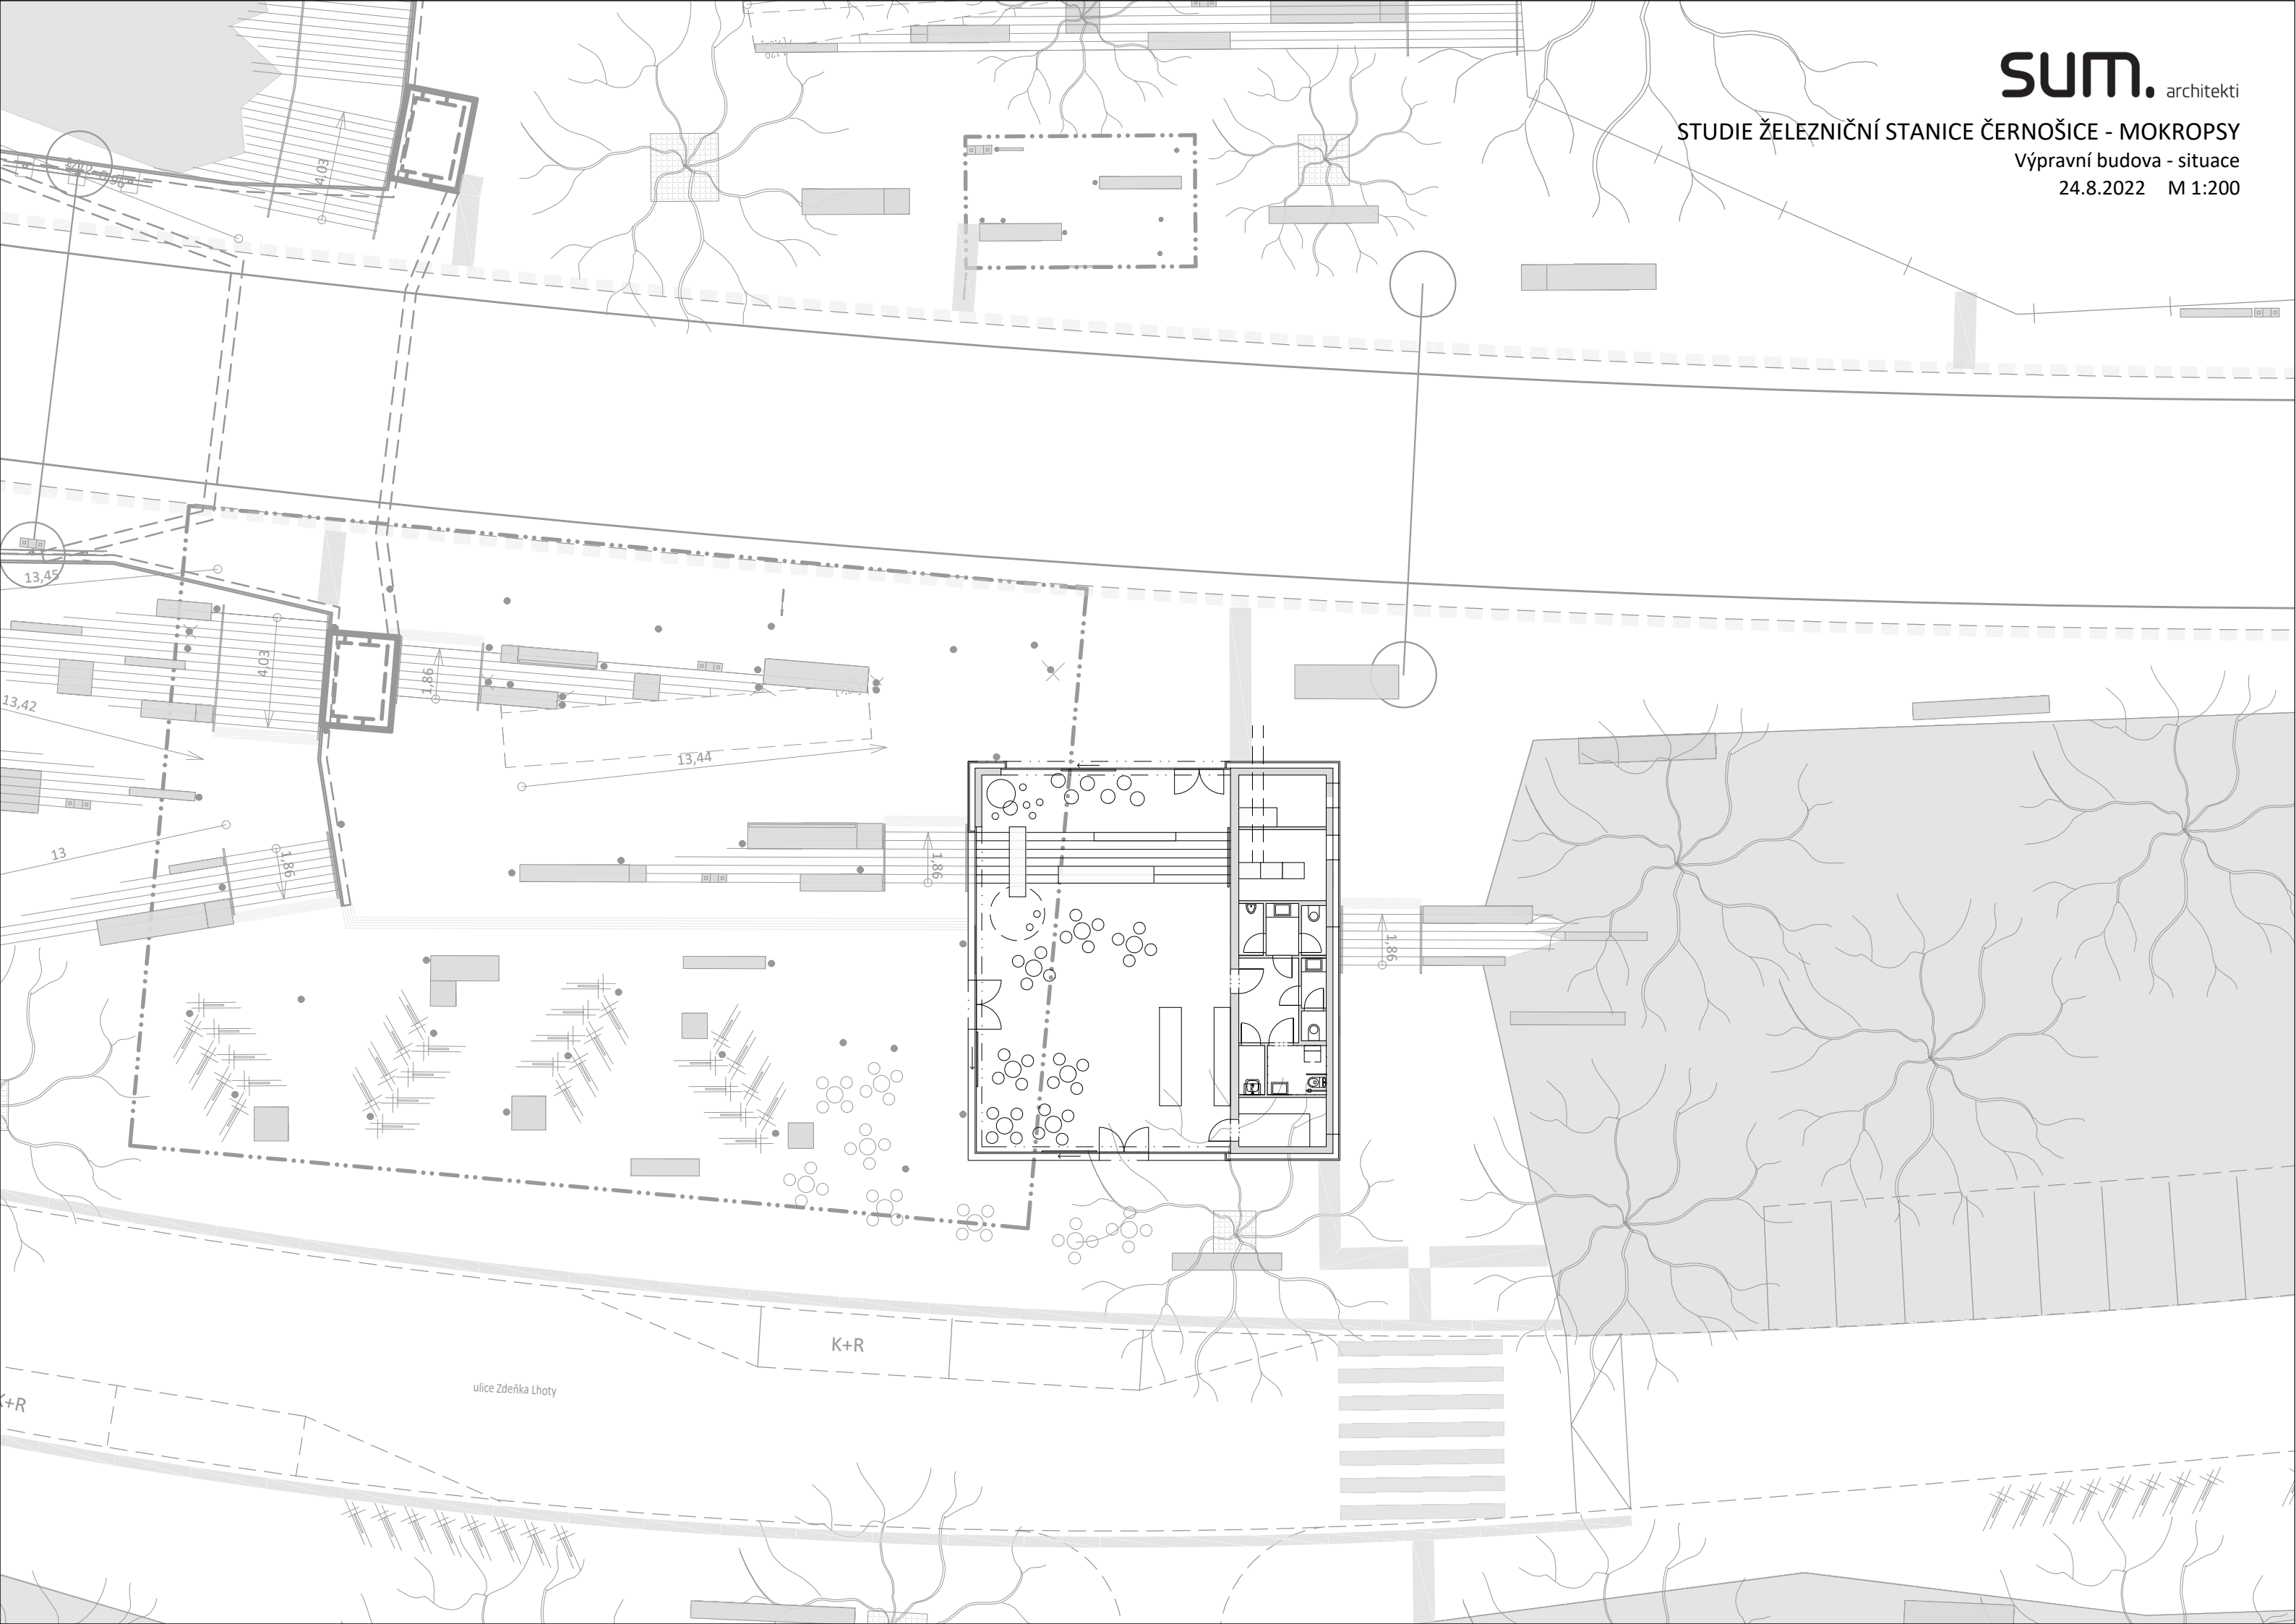 sum. architekti
STUDIE ŽELEZNIČNÍ STANICE ČERNOŠICE - MOKROPSY
Výpravní budova - situace
24.8.2022 M 1:200
4,03
13,45
4,03
1,86
13,42
13,44
13
1,86
1,86
1,86
K+R
ulice Zdeňka Lhoty
K+R